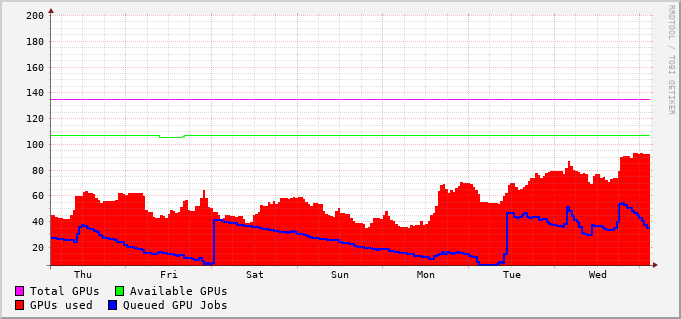 200
180
160
140
120
100
80
60
40
20
Thu Fri Sat Sun Mon Tue Wed
Total GPUs Available GPUs
GPUs used Queued GPU Jobs
RRDTOOL / TOBI OETIKER